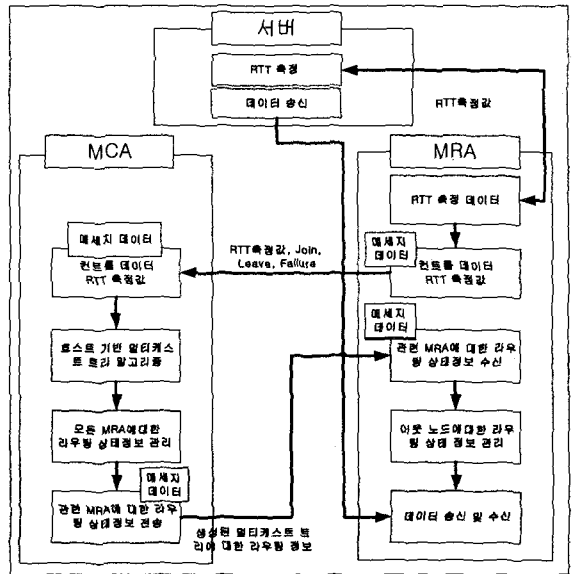 서버
RTT 측정
데이터 송신
RTT측정값
MCA
MRA
RTT 측정 데이터
메세지 데이터
컨트롤 데이터
RTT 측정값
RTT측정값, Join,
Leave, Failure
메세지
데이터
컨트롤 데이터
RTT 측정값
메세지
데이터
호스트 기반 멀티캐스
트 트리 알고리즘
관련 MRA에 대한 라우
팅 상태정보 수신
모든 MRA에대한
라우팅 상태정보 관리
이웃 노드에대한 라우
팅 상태 정보 관리
메세지
데이터
관련 MRA에 대한 라우
팅 상태정보 전송
생성된 멀티캐스트 트
리에 대한 라우팅 정보
데이터 송신 및 수신